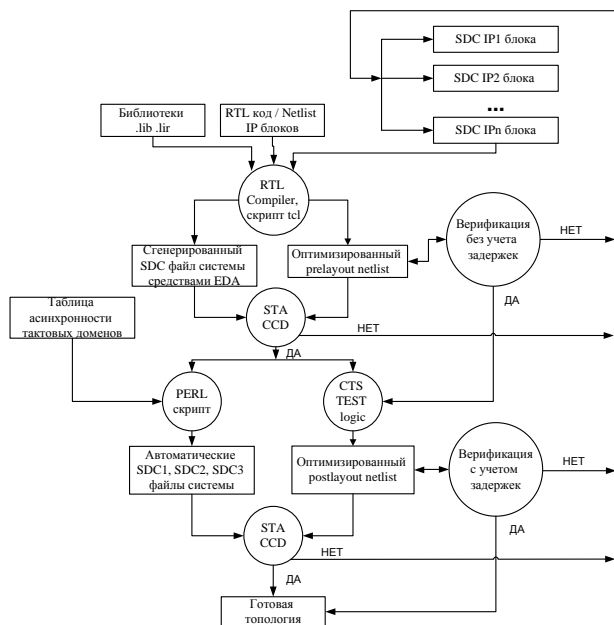 SDC IP1 блока
SDC IP2 блока
...
SDC IPn блока
Библиотеки
.lib .lir
RTL код / Netlist
IP блоков
RTL
Compiler,
скрипт tcl
Верификация
без учета
задержек
НЕТ
Сгенерированный
SDC файл системы
средствами EDA
Оптимизированный
prelayout netlist
ДА
Таблица
асинхронности
тактовых доменов
STA
CCD
НЕТ
ДА
PERL
скрипт
CTS
TEST
logic
Автоматические
SDC1, SDC2, SDC3
файлы системы
Оптимизированный
postlayout netlist
Верификация
с учетом
задержек
НЕТ
STA
CCD
ДА
НЕТ
ДА
Готовая
топология